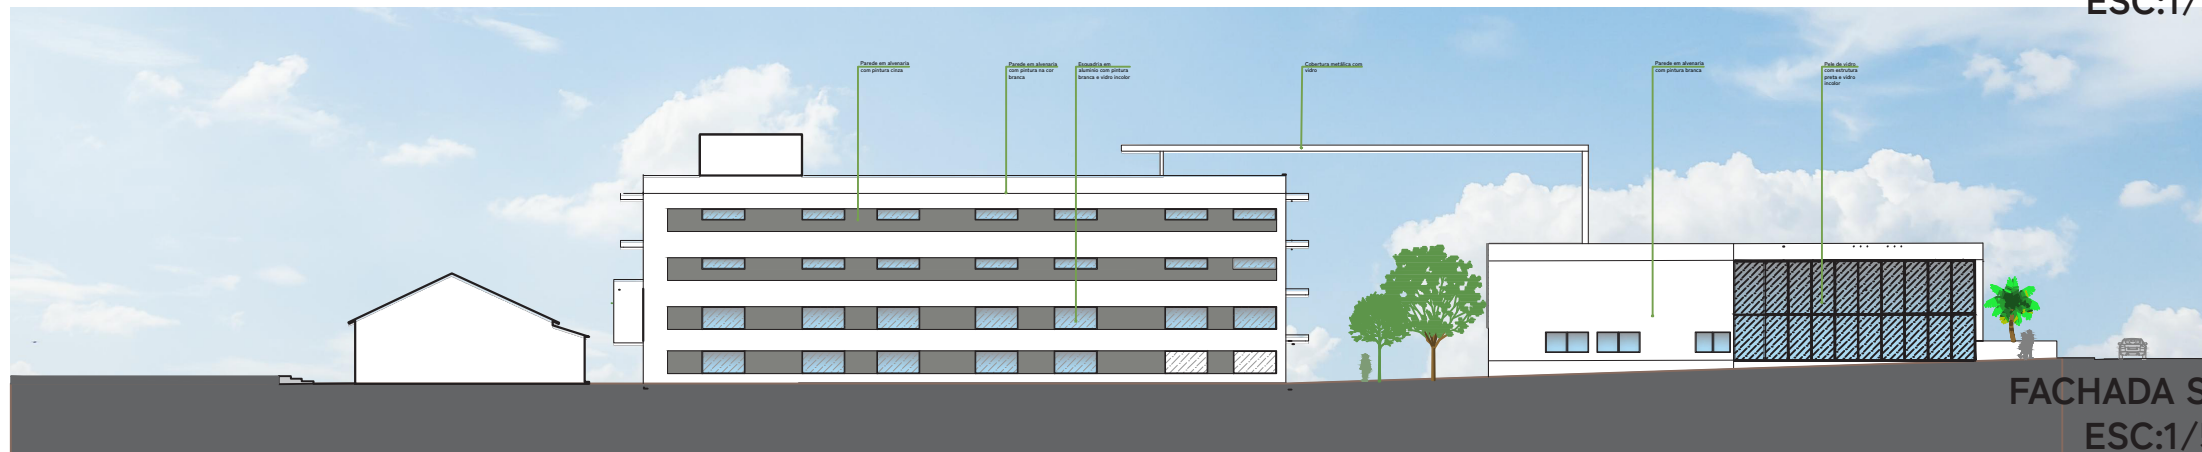 ESC:1/
Parede em alvenaria
com pintura cinza
Parede em alvenaria
com pintura na cor
branca
Esquadria em
alumínio com pintura
branca e vidro incolor
Cobertura metálica com
vidro
Parede em alvenaria
com pintura branca
Pele de vidro
com estrutura
preta e vidro
incolor
FACHADA S
ESC:1/